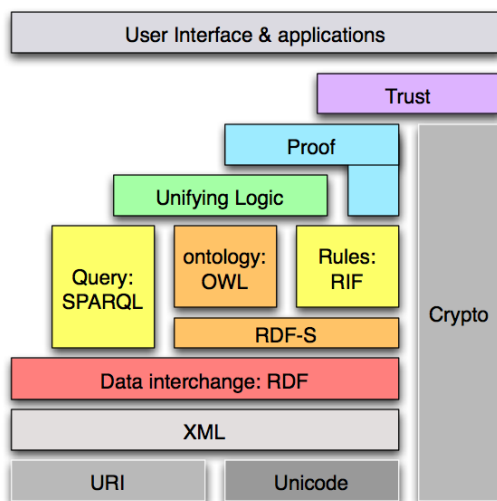 User Interface & applications
Trust
Proof
Unifying Logic
Query:
SPARQL
ontology:
OWL
Rules:
RIF
Crypto
RDF-S
Data interchange: RDF
XML
URI
Unicode